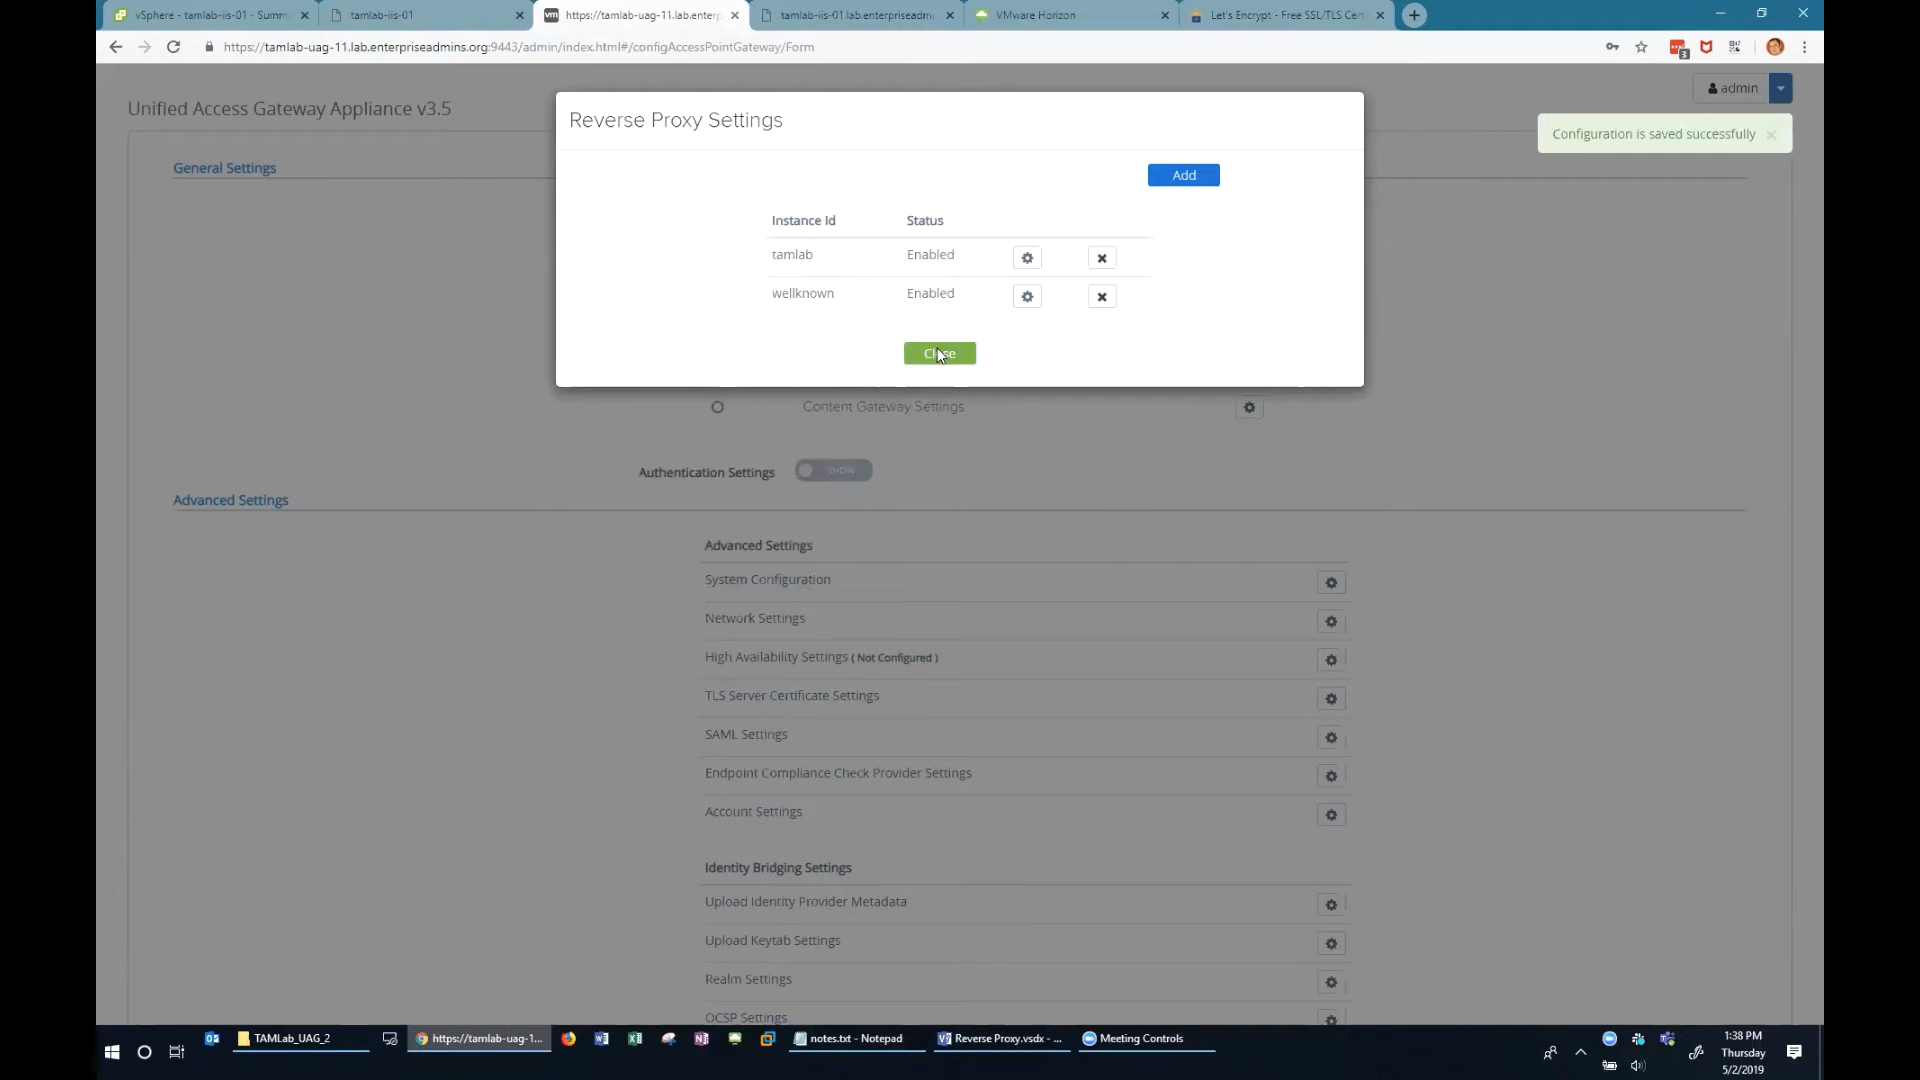 vSphere - tamlab-iis-01 - Summ
tamlab-iis-01
https://tamlab-uag-11.lab.enterp
tamlab-iis-01.lab.enterpriseadm
VMware Horizon
Let's Encrypt - Free SSL/TLS Cert
https://tamlab-uag-11.lab.enterpriseadmins.org:9443/admin/index.html#/configAccessPointGateway/Form
3
Unified Access Gateway Appliance v3.5
admin
Reverse Proxy Settings
Configuration is saved successfully
General Settings
Add
Instance Id Status
tamlab Enabled
wellknown Enabled
Close
Content Gateway Settings
Authentication Settings SHOW
Advanced Settings
Advanced Settings
System Configuration
Network Settings
High Availability Settings ( Not Configured )
TLS Server Certificate Settings
SAML Settings
Endpoint Compliance Check Provider Settings
Account Settings
Identity Bridging Settings
Upload Identity Provider Metadata
Upload Keytab Settings
Realm Settings
OCSP Settings
TAMLab_UAG_2
https://tamlab-uag-1...
notes.txt - Notepad
Reverse Proxy.vsdx - ...
Meeting Controls
1:38 PM
Thursday
5/2/2019